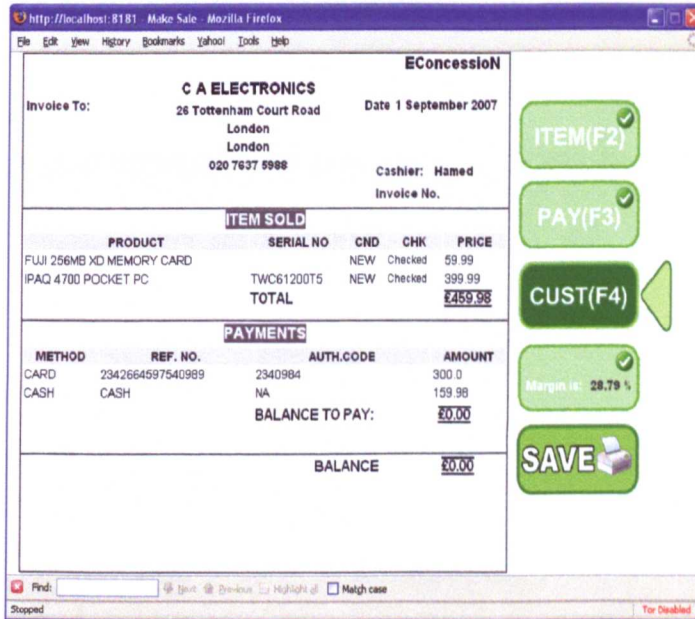 http://localhost:8181 - Make Sale - Mozilla Firefox
File Edit View History Bookmarks Yahoo! Tools Help
EConcessioN
C A ELECTRONICS
Invoice To:
26 Tottenham Court Road
Date 1 September 2007
London
London
020 7637 5988
Cashier: Hamed
Invoice No.
ITEM SOLD
PRODUCT SERIAL NO CND CHK PRICE
FUJI 256MB XD MEMORY CARD NEW Checked 59.99
IPAQ 4700 POCKET PC TWC61200T5 NEW Checked 399.99
TOTAL £459.98
PAYMENTS
METHOD REF. NO. AUTH.CODE AMOUNT
CARD 2342664597540989 2340984 300.0
CASH CASH NA 159.98
BALANCE TO PAY: £0.00
BALANCE £0.00
ITEM(F2)
PAY(F3)
CUST(F4)
Margin is: 28.79 %
SAVE
Find: Next Previous Highlight all Match case
Stopped Tor Disabled